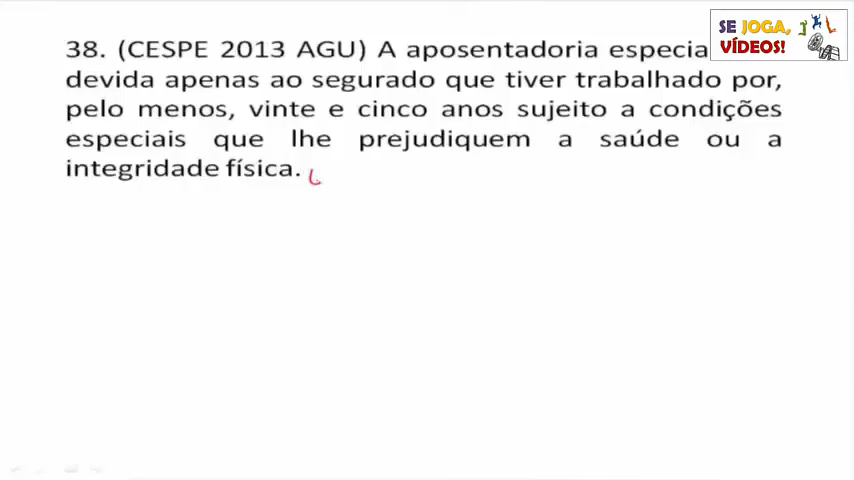 SE JOGA,
VÍDEOS!
38. (CESPE 2013 AGU) A aposentadoria especia
devida apenas ao segurado que tiver trabalhado por,
pelo menos, vinte e cinco anos sujeito a condições
especiais que lhe prejudiquem a saúde ou a
integridade física.